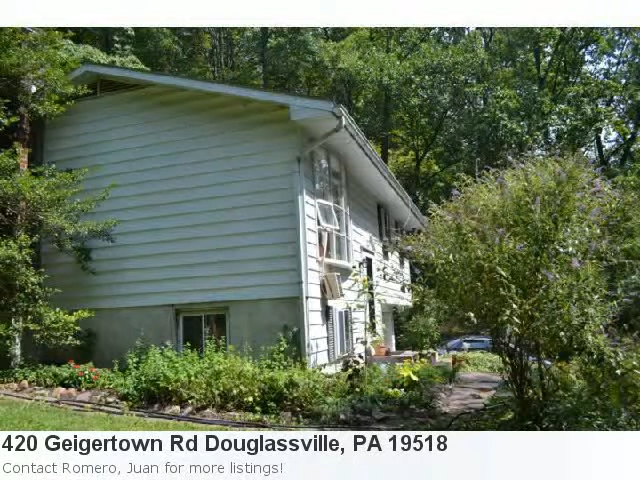 420 Geigertown Rd Douglassville, PA 19518
Contact Romero, Juan for more listings!